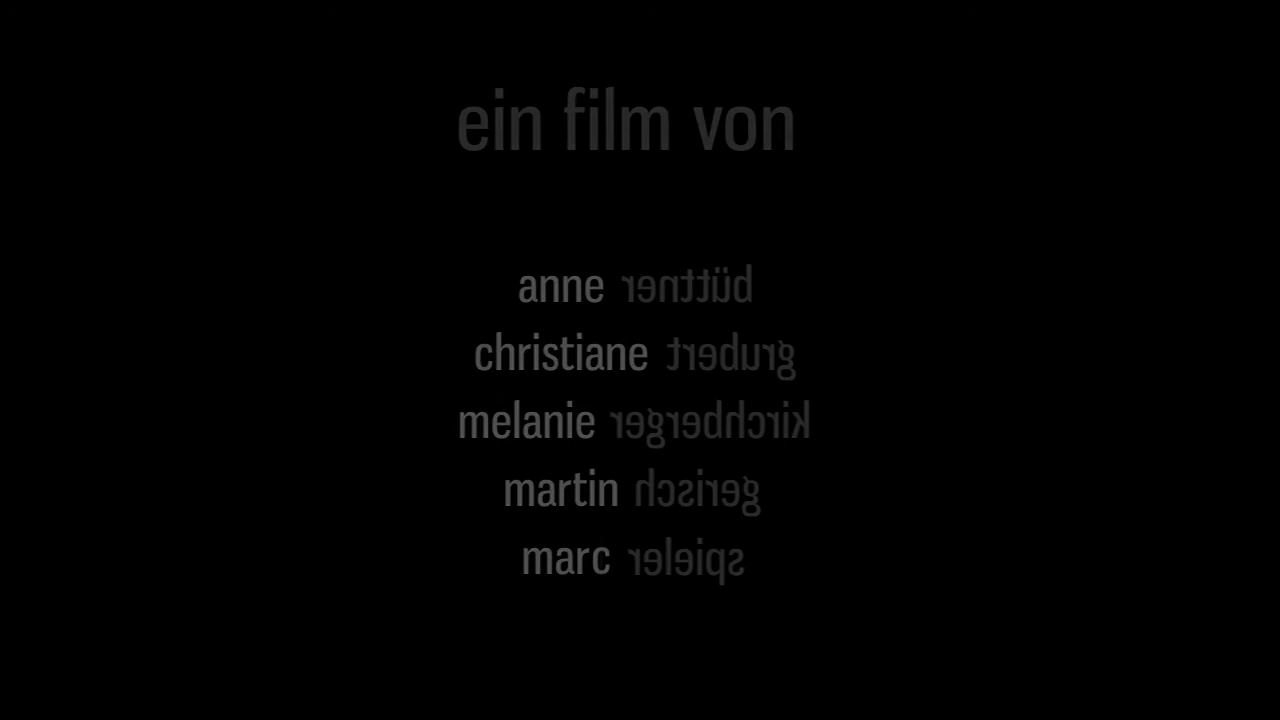 ein film von
anne büttner
christiane grubert
melanie kirchberger
martin gerisch
marc spieler